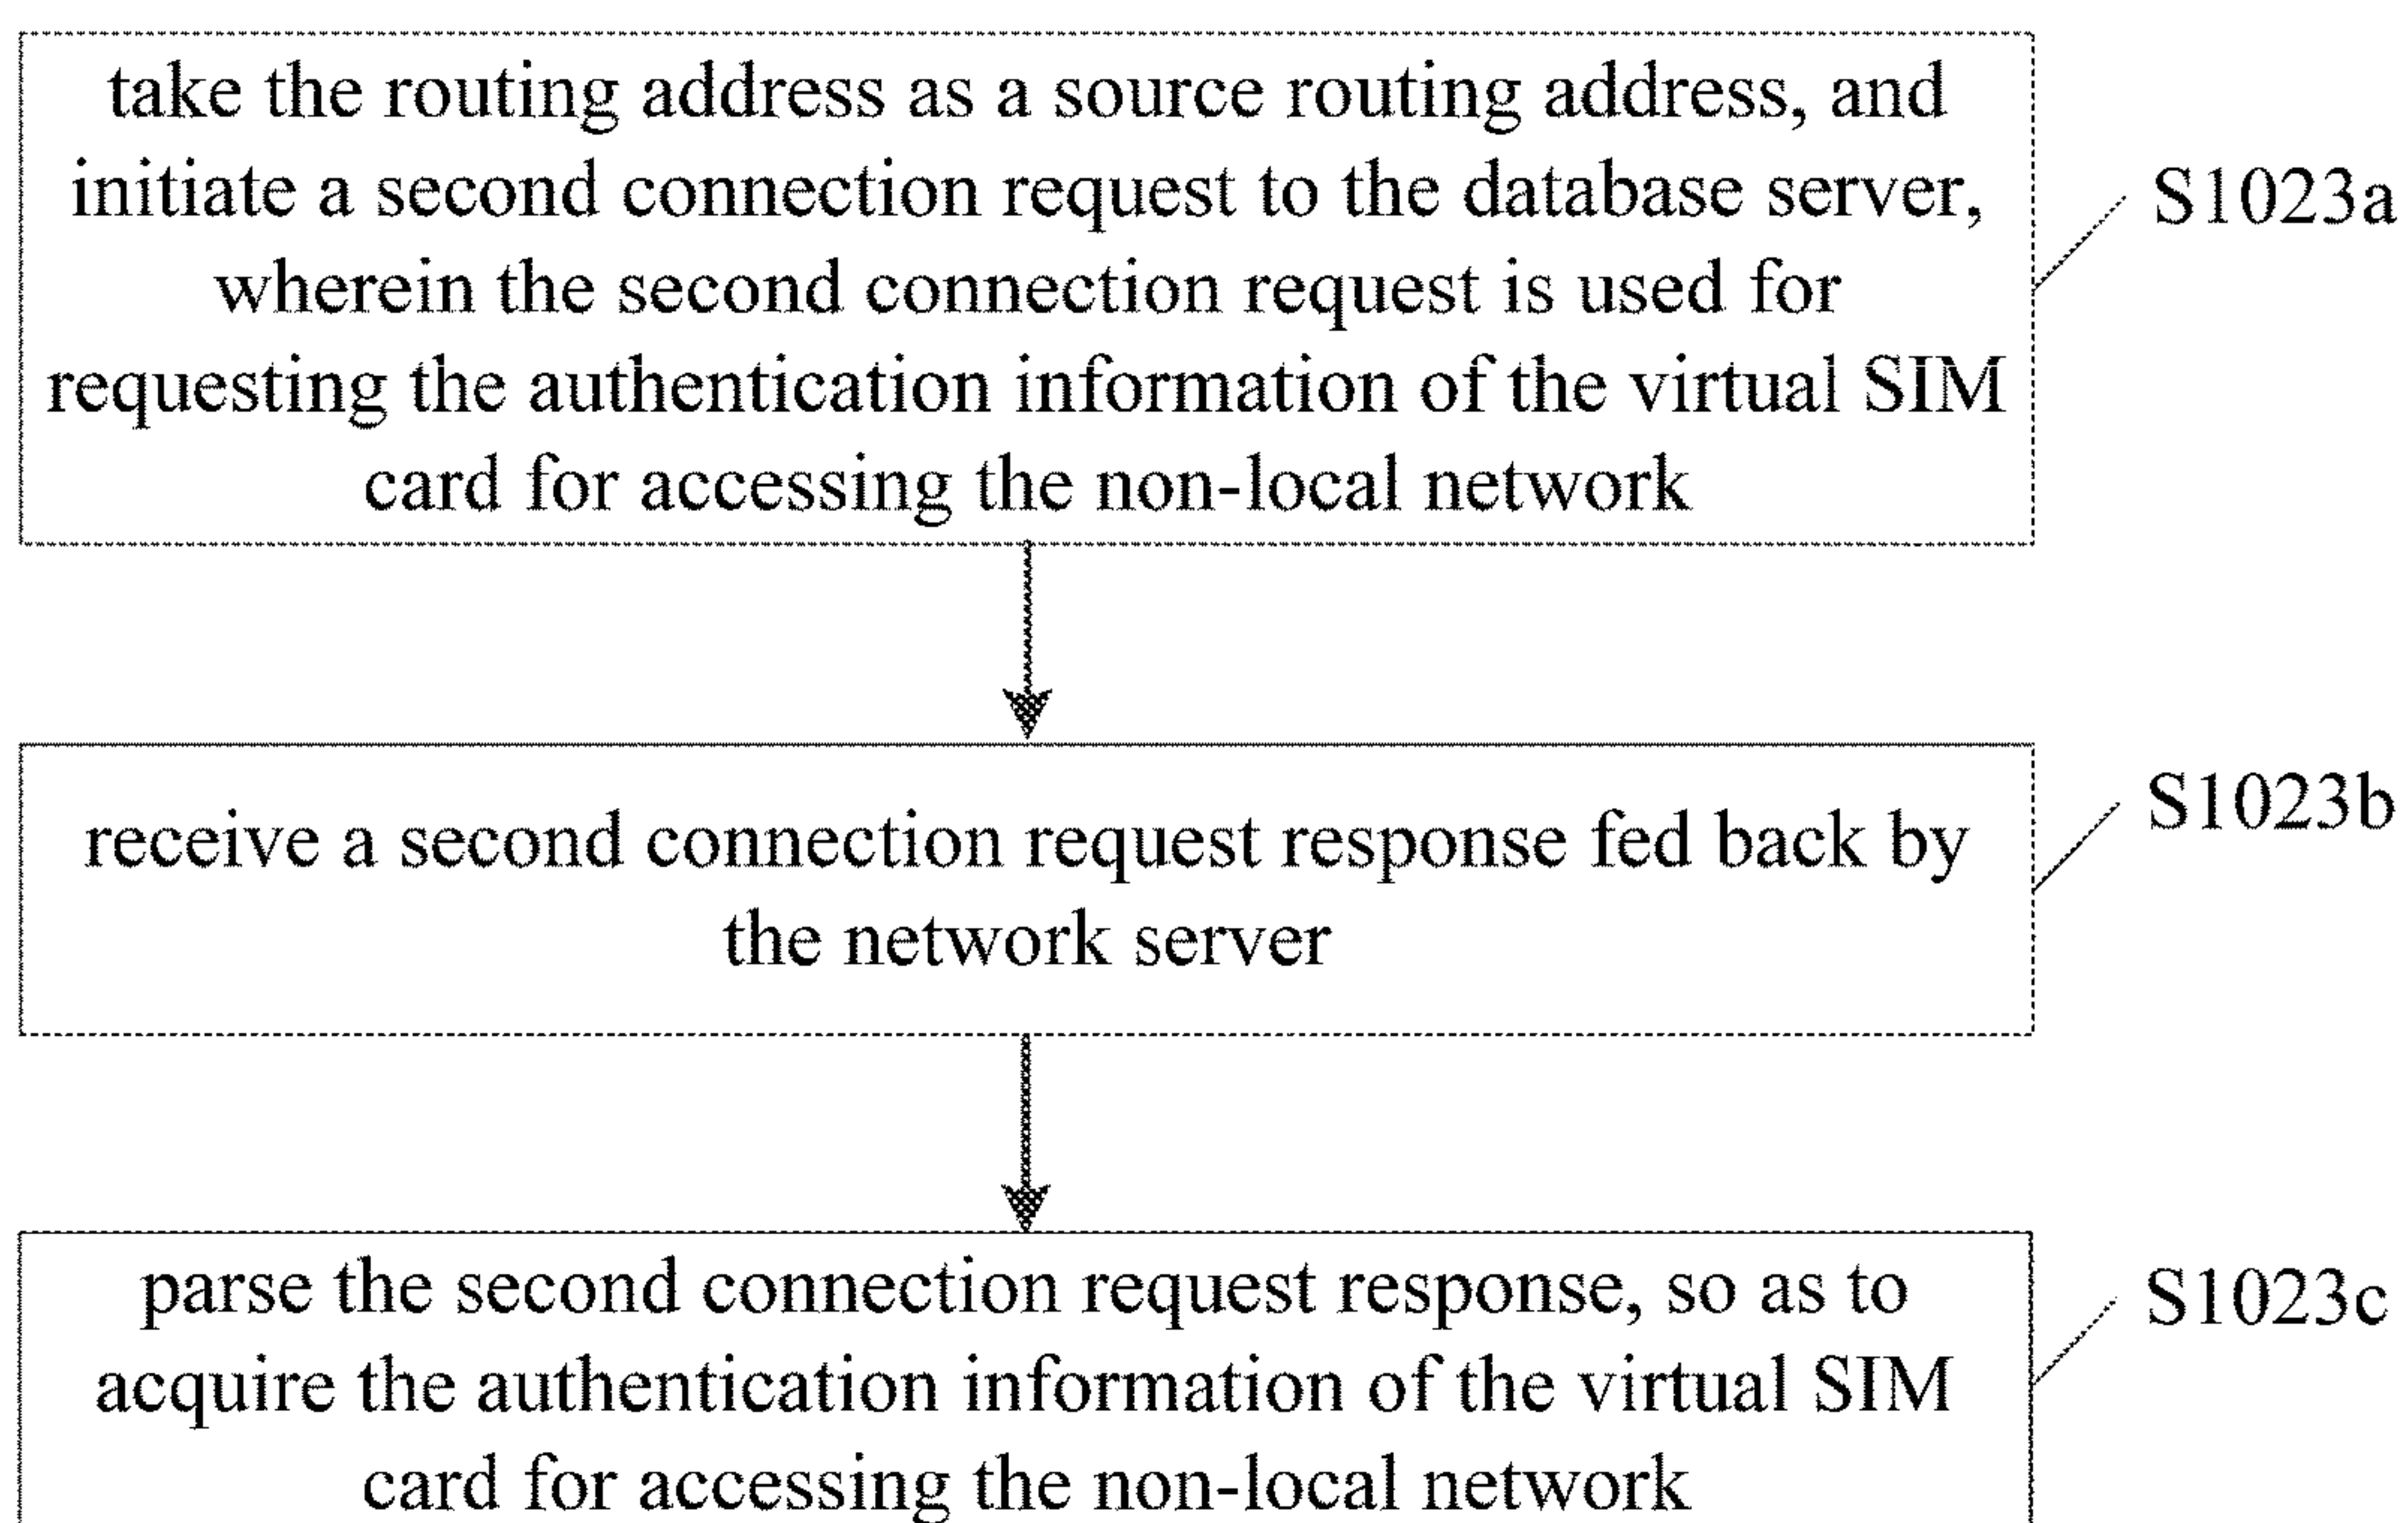 take the routing address as a source routing address, and
initiate a second connection request to the database server,
wherein the second connection request is used for
requesting the authentication information of the virtual SIM
card for accessing the non-local network
S1023a
receive a second connection request response fed back by
the network server
S1023b
parse the second connection request response, so as to
acquire the authentication information of the virtual SIM
card for accessing the non-local network
S1023c